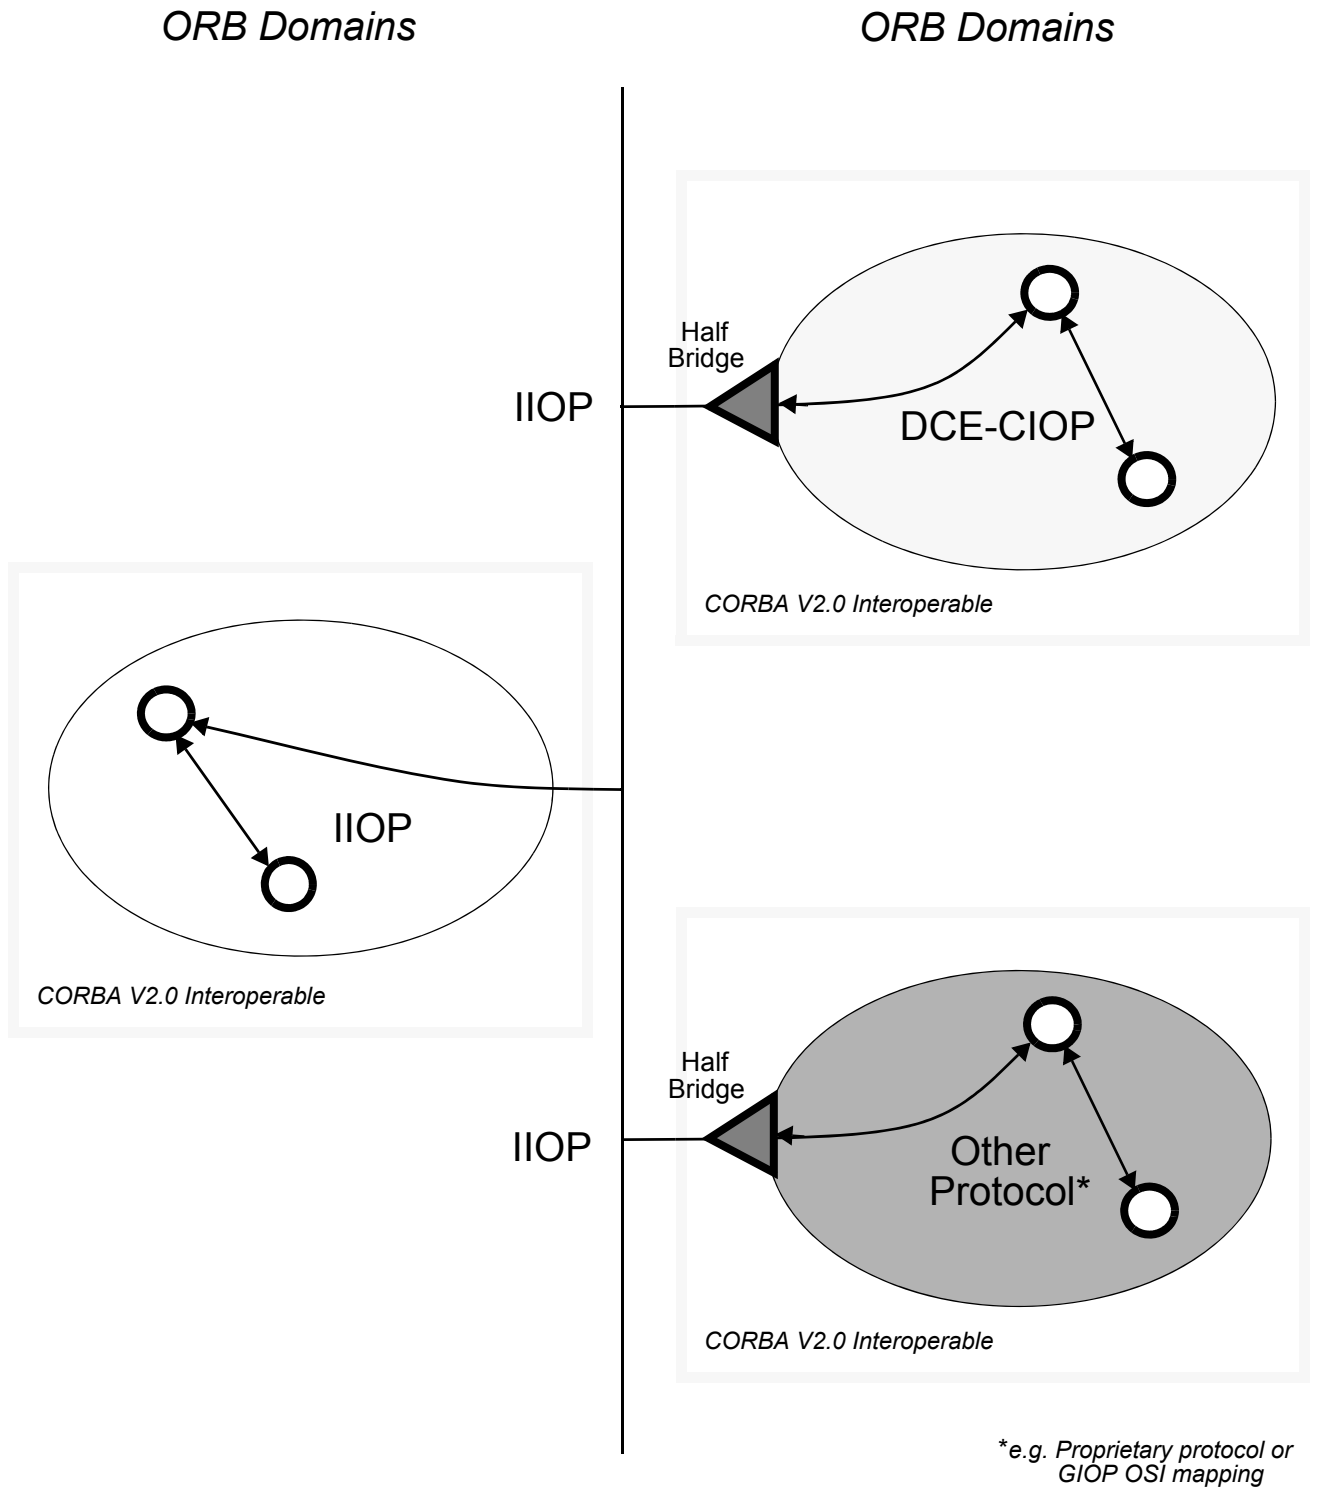 ORB Domains
ORB Domains
Half
Bridge
IIOP
DCE-CIOP
CORBA V2.0 Interoperable
IIOP
CORBA V2.0 Interoperable
Half
Bridge
IIOP
Other
Protocol*
CORBA V2.0 Interoperable
*e.g. Proprietary protocol or
GIOP OSI mapping